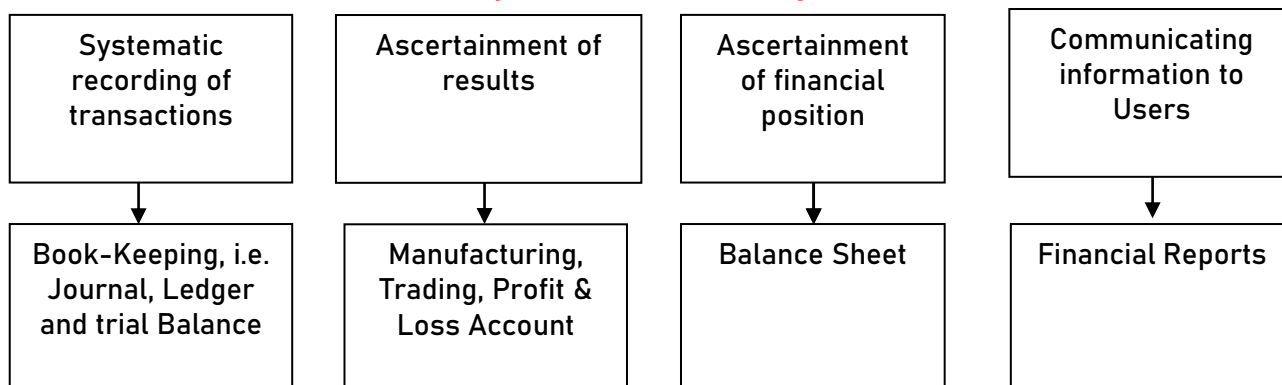 Systematic
recording of
transactions
Ascertainment of
results
Ascertainment
of financial
position
Communicating
information to
Users
Book-Keeping, i.e.
Journal, Ledger
and trial Balance
Manufacturing,
Trading, Profit &
Loss Account
Balance Sheet
Financial Reports